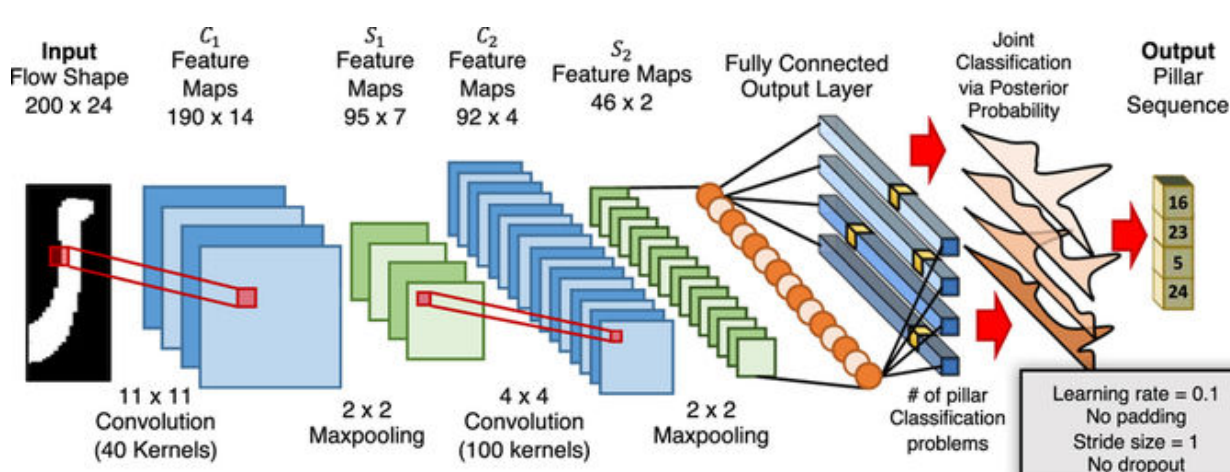 Input
Flow Shape
200 x 24
C₁
Feature
Maps
190 x 14
S₁
Feature
Maps
95 x 7
C₂
Feature
Maps
92 x 4
S₂
Feature Maps
46 x 2
Fully Connected
Output Layer
Joint
Classification
via Posterior
Probability
Output
Pillar
Sequence
16
23
5
24
11 x 11
Convolution
(40 Kernels)
2 x 2
Maxpooling
4 x 4
Convolution
(100 kernels)
2 x 2
Maxpooling
# of pillar
Classification
problems
Learning rate = 0.1
No padding
Stride size = 1
No dropout